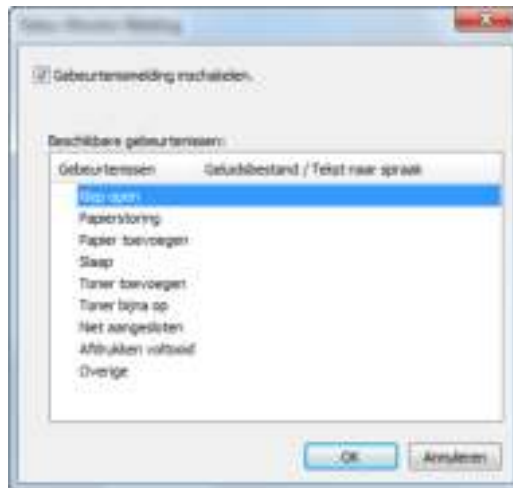 Gebeurtenismelding inschakelen.
Beschikbare gebeurtenissen:
Gebeurtenissen Geluidsbestand / Tekst naar spraak
Klep open
Papierstoring
Papier toevoegen
Slaap
Toner toevoegen
Toner bijna op
Niet aangesloten
Afdrukken voltooid
Overige
OK Annuleren